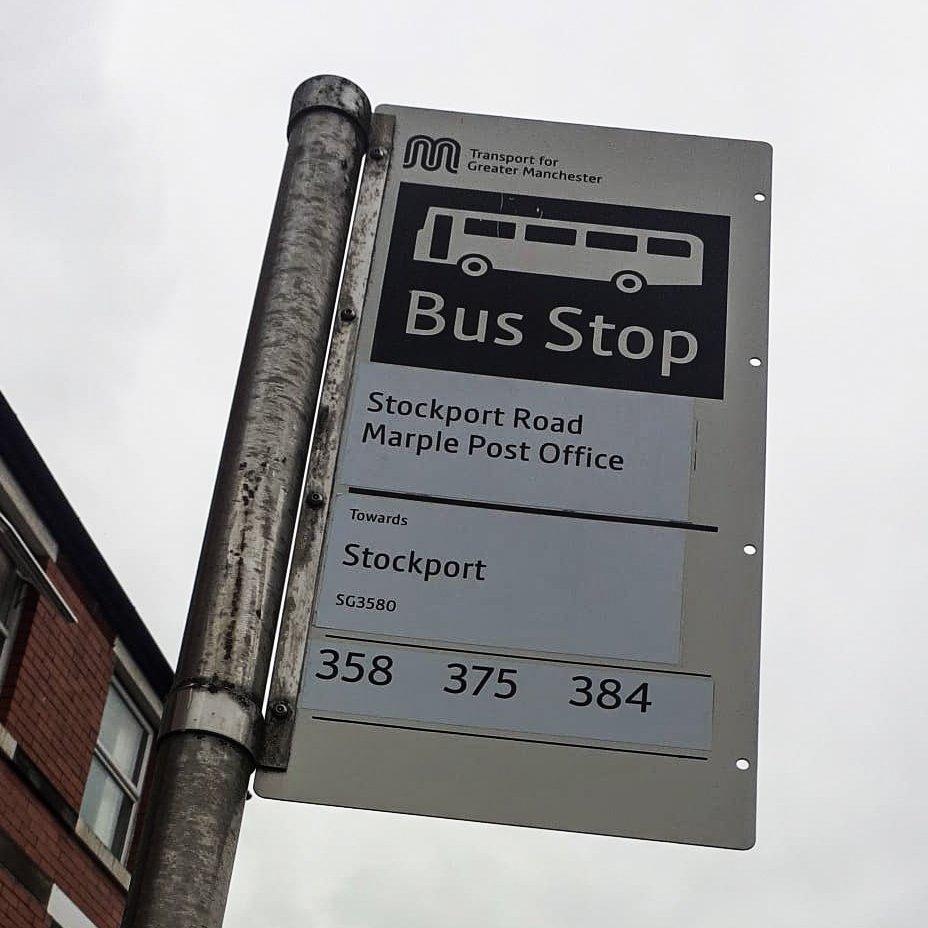 Transport for
Greater Manchester
Bus Stop
Stockport Road
Marple Post Office
Towards
Stockport
SG3580
358 375 384